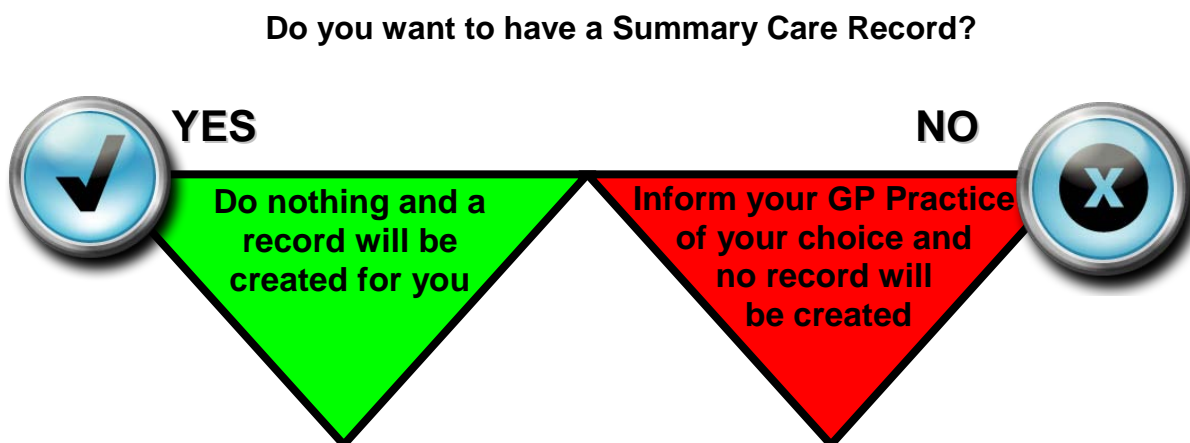 Do you want to have a Summary Care Record?
YES
NO
Do nothing and a
record will be
created for you
Inform your GP Practice
of your choice and
no record will
be created
x